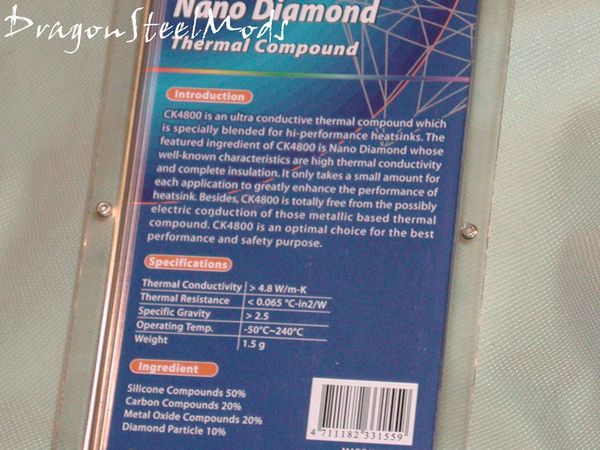 DragonSteelMods
Nano Diamond
Thermal Compound
Introduction
CK4800 is an ultra conductive thermal compound which
is specially blended for hi-performance heatsinks. The
featured ingredient of CK4800 is Nano Diamond whose
well-known characteristics are high thermal conductivity
and complete insulation. It only takes a small amount for
each application to greatly enhance the performance of
heatsink. Besides, CK4800 is totally free from the possibly
electric conduction of those metallic based thermal
compound. CK4800 is an optimal choice for the best
performance and safety purpose.
Specifications
Thermal Conductivity > 4.8 W/m-K
Thermal Resistance < 0.065 °C-in2/W
Specific Gravity > 2.5
Operating Temp. -50°C~240°C
Weight 1.5 g
Ingredient
Silicone Compounds 50%
Carbon Compounds 20%
Metal Oxide Compounds 20%
Diamond Particle 10%
4 711182 331559